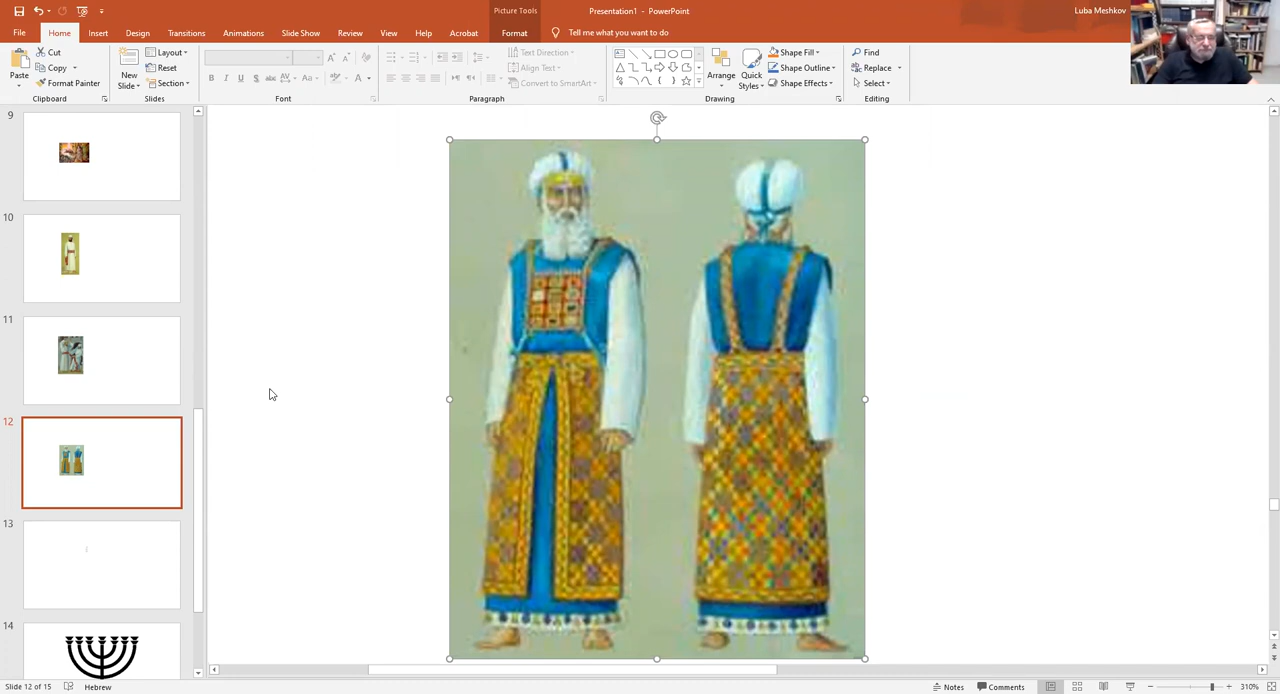 Picture Tools
Presentation1 - PowerPoint
Luba Meshkov
File
Home
Insert
Design
Transitions
Animations
Slide Show
Review
View
Help
Acrobat
Format
Tell me what you want to do
Paste
Cut
Copy
Format Painter
Clipboard
New
Slide
Layout
Reset
Section
Slides
B I U S abc AV Aa A
Font
Text Direction
Align Text
Convert to SmartArt
Paragraph
Arrange
Quick
Styles
Shape Fill
Shape Outline
Shape Effects
Drawing
Find
Replace
Select
Editing
9
10
11
12
13
14
Slide 12 of 15
Hebrew
Notes
Comments
310%